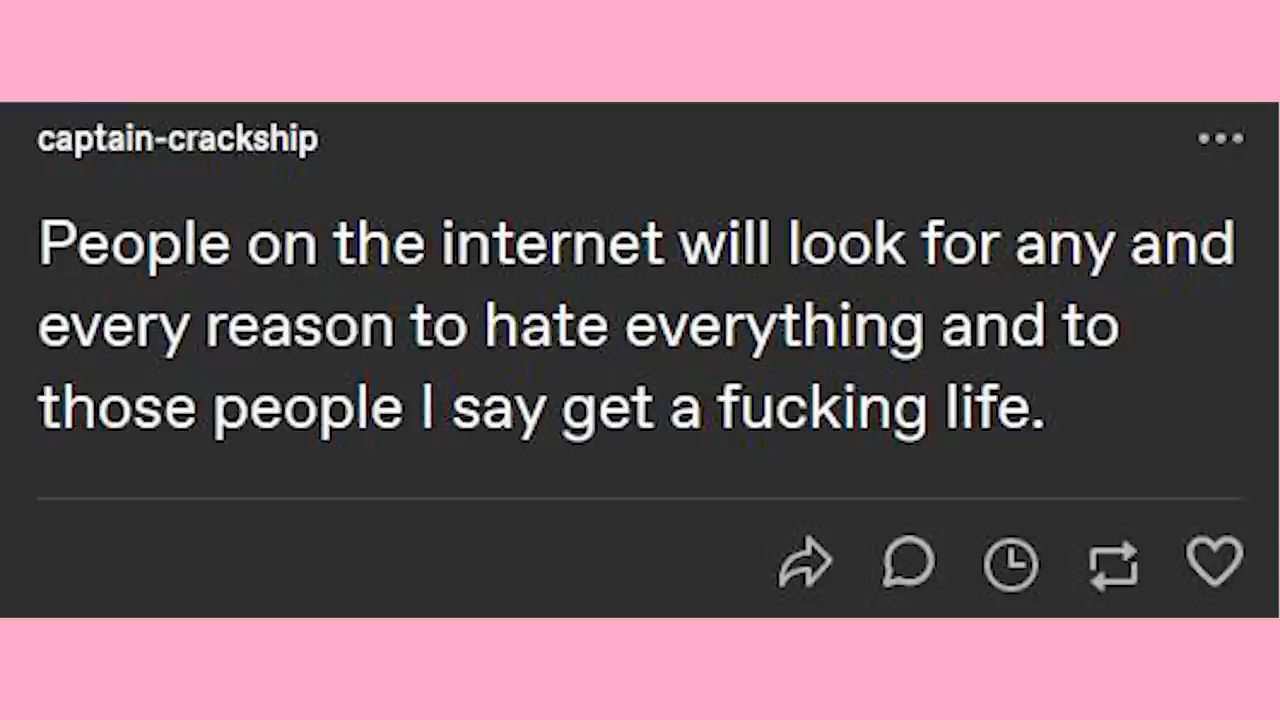 captain-crackship
People on the internet will look for any and
every reason to hate everything and to
those people I say get a fucking life.